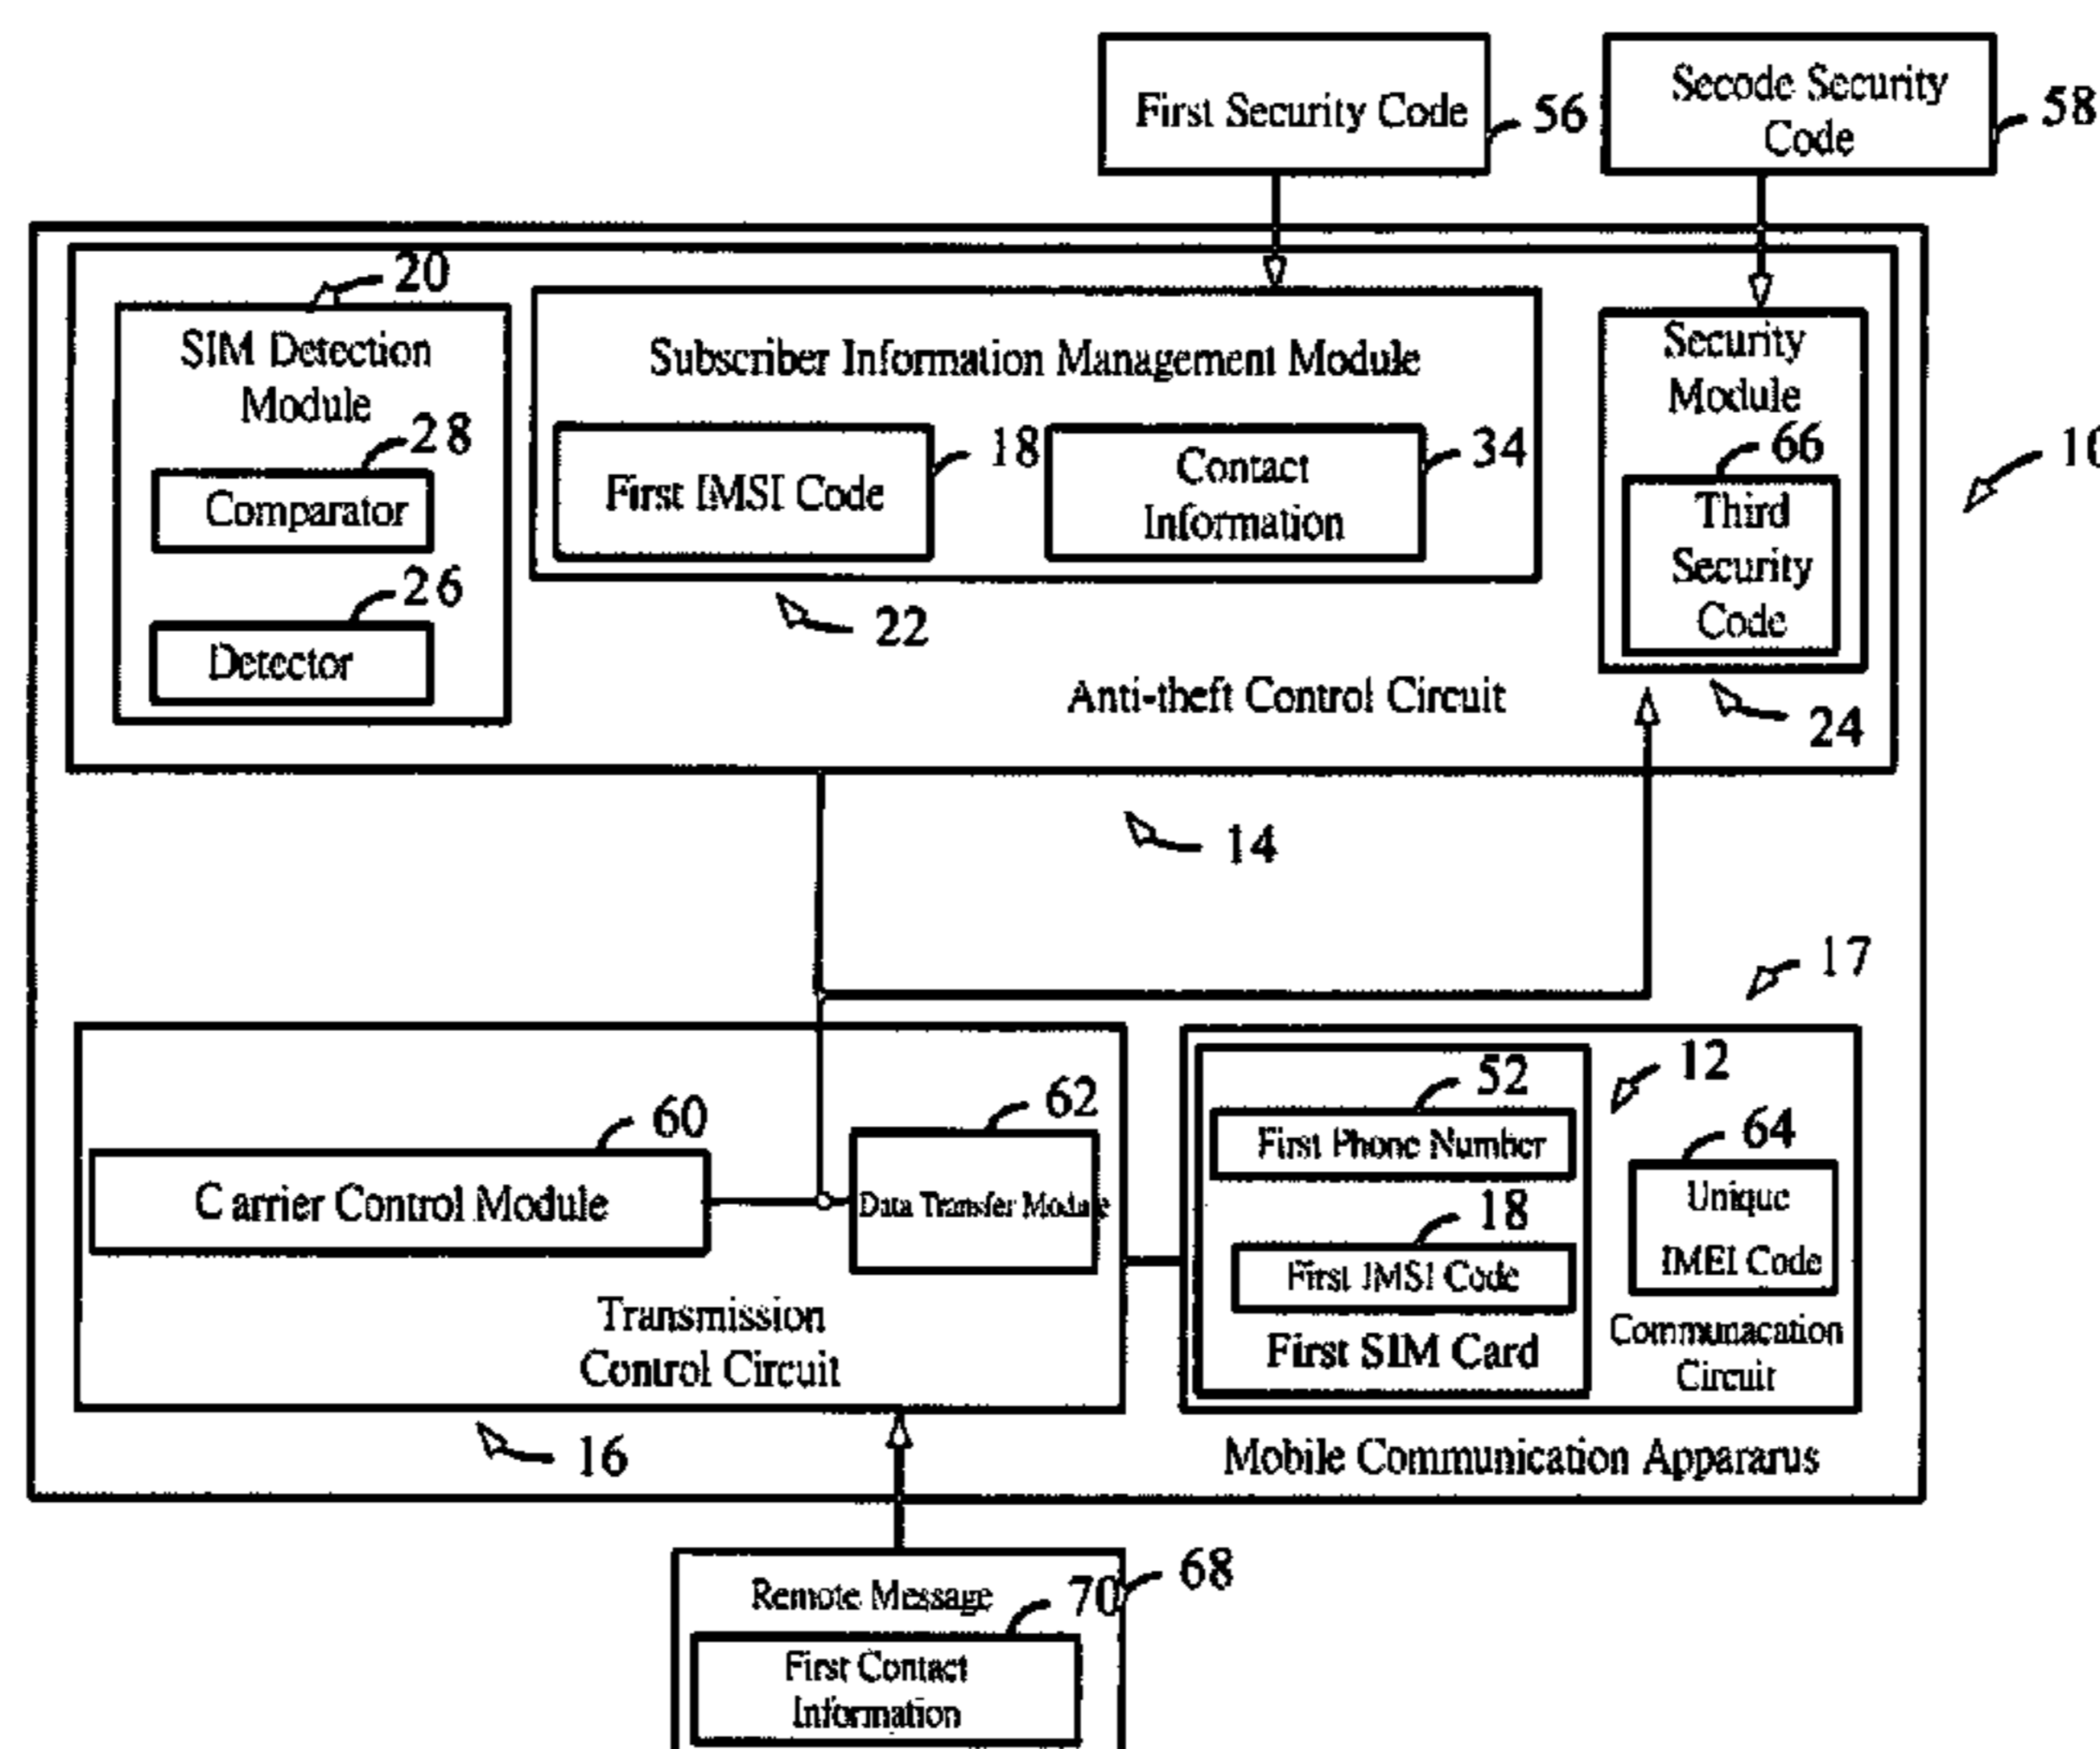 First Security Code
56
Secode Security
Code
58
20
SIM Detection
Module
28
Comparator
26
Detector
Subscriber Information Management Module
First IMSI Code
18
Contact
Information
34
22
Security
Module
66
Third
Security
Code
24
10
Anti-theft Control Circuit
14
17
60
Carrier Control Module
62
Data Transfer Module
Transmission
Control Circuit
16
52
First Phone Number
18
First IMSI Code
First SIM Card
12
64
Unique
IMEI Code
Communacation
Circuit
Mobile Communication Appararus
68
Remote Message
70
First Contact
Information